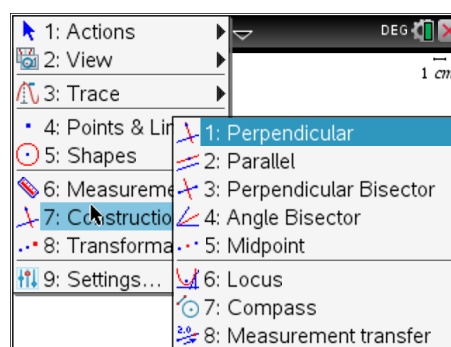 1: Actions
DEG
2: View
1 cm
3: Trace
4: Points & Lin
1: Perpendicular
5: Shapes
2: Parallel
6: Measureme
3: Perpendicular Bisector
7: Constructio
4: Angle Bisector
8: Transforma
5: Midpoint
9: Settings...
6: Locus
7: Compass
2.0
8: Measurement transfer